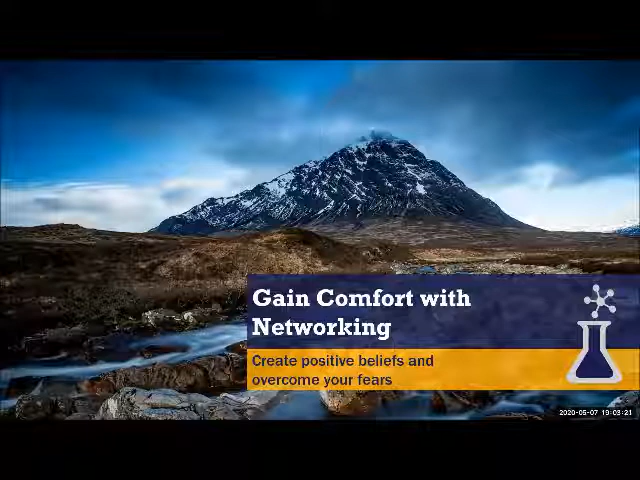 Gain Comfort with
Networking
Create positive beliefs and
overcome your fears
2020-05-07 19:03:21